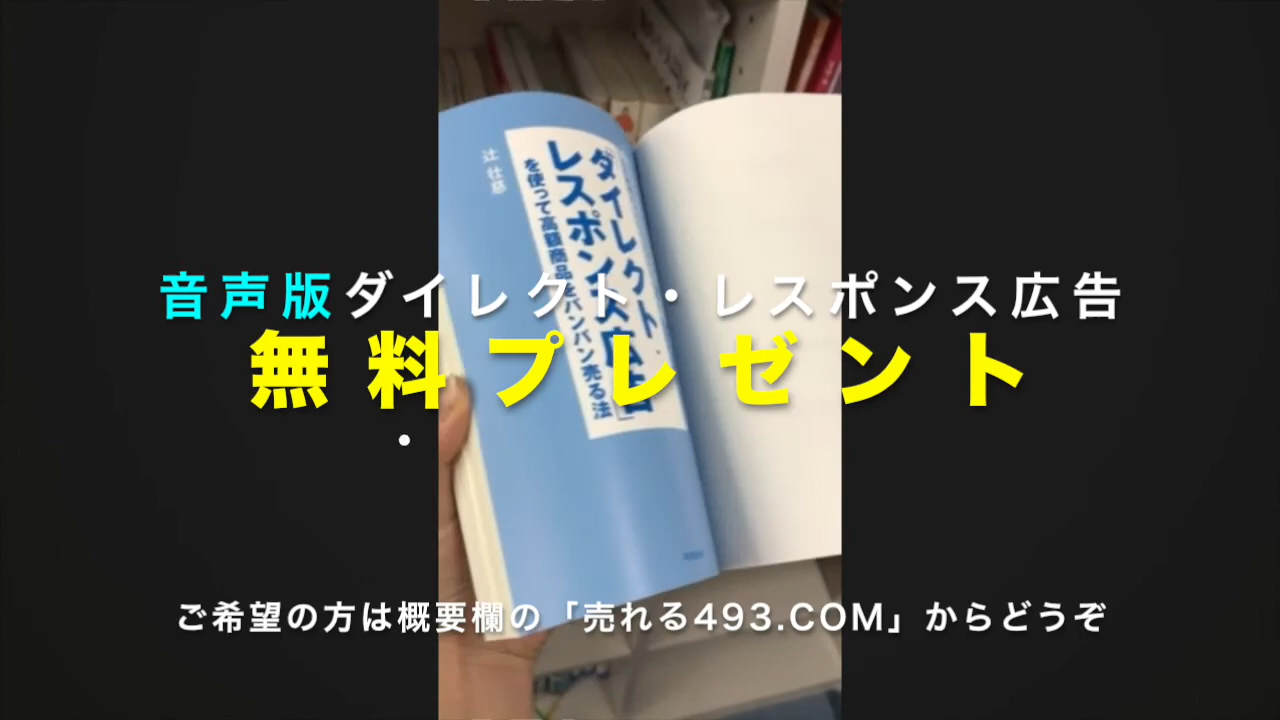 音声版ダイレクト・レスポンス広告
無料プレゼント
・
ご希望の方は概要欄の「売れる493.COM」からどうぞ
「ダイレクト・
レスポンス広告」
を使って高額商品をバンバン売る法
辻 壮慈